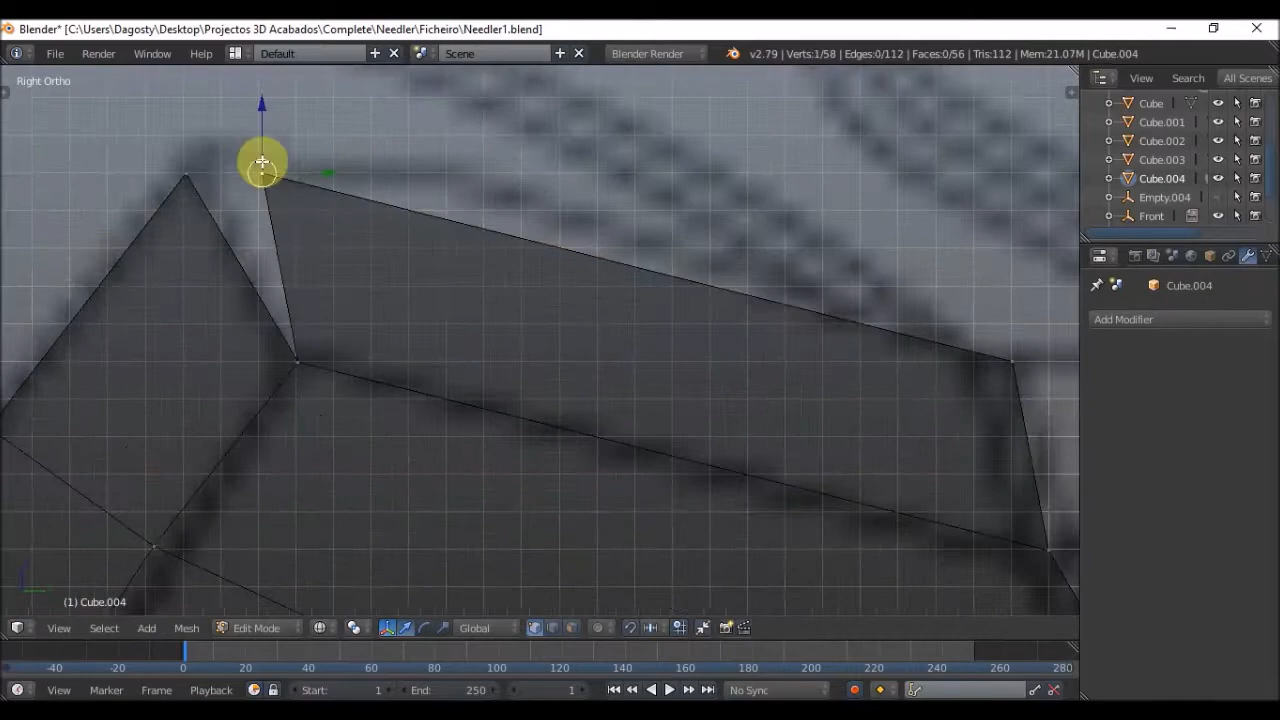 Blender* [C:\Users\Dagosty\Desktop\Projectos 3D Acabados\Complete\Needler\Ficheiro\Needler1.blend]
File Render Window Help Default Scene Blender Render v2.79 | Verts:1/58 | Edges:0/112 | Faces:0/56 | Tris:112 | Mem:21.07M | Cube.004
Right Ortho
View Search All Scenes
Cube
Cube.001
Cube.002
Cube.003
Cube.004
Empty.004
Front
Cube.004
Add Modifier
(1) Cube.004
View Select Add Mesh Edit Mode Global
-40 -20 0 20 40 60 80 100 120 140 160 180 200 220 240 260 280
View Marker Frame Playback Start: 1 End: 250 1 No Sync